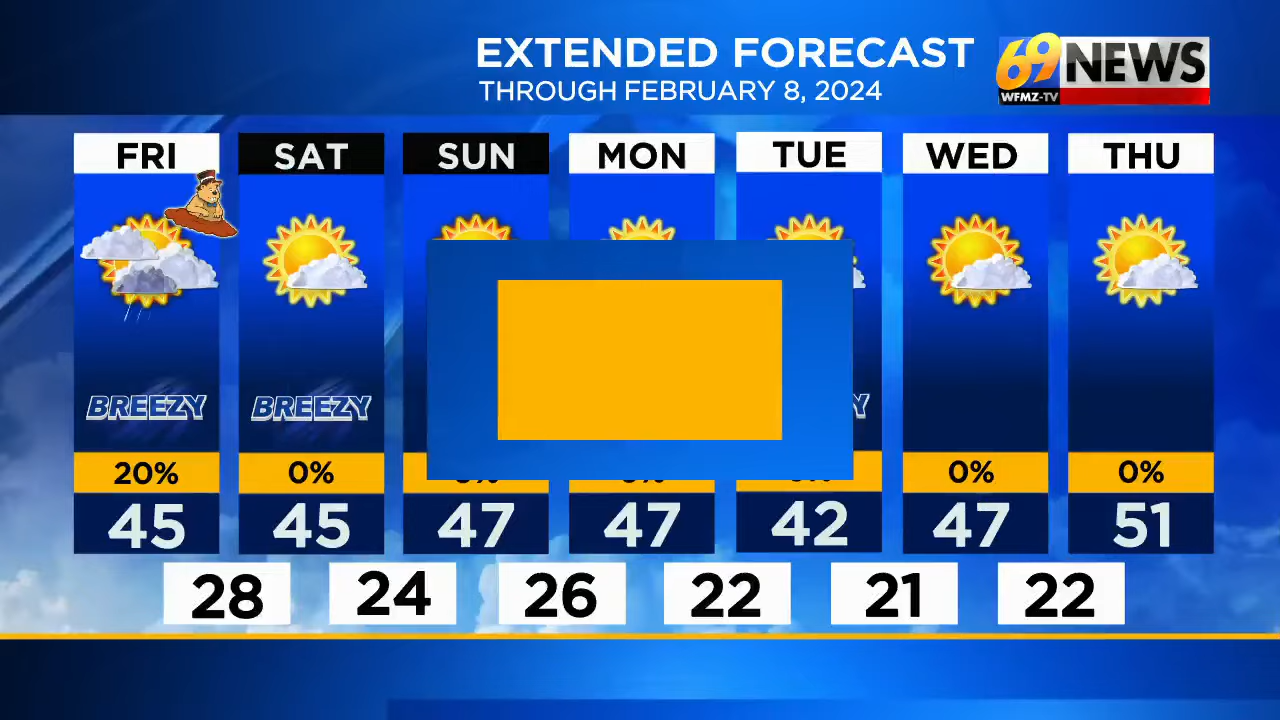 EXTENDED FORECAST
THROUGH FEBRUARY 8, 2024
69 NEWS
WFMZ-TV
FRI SAT SUN MON TUE WED THU
BREEZY BREEZY
20% 0% 0% 0%
45 45 47 47 42 47 51
28 24 26 22 21 22